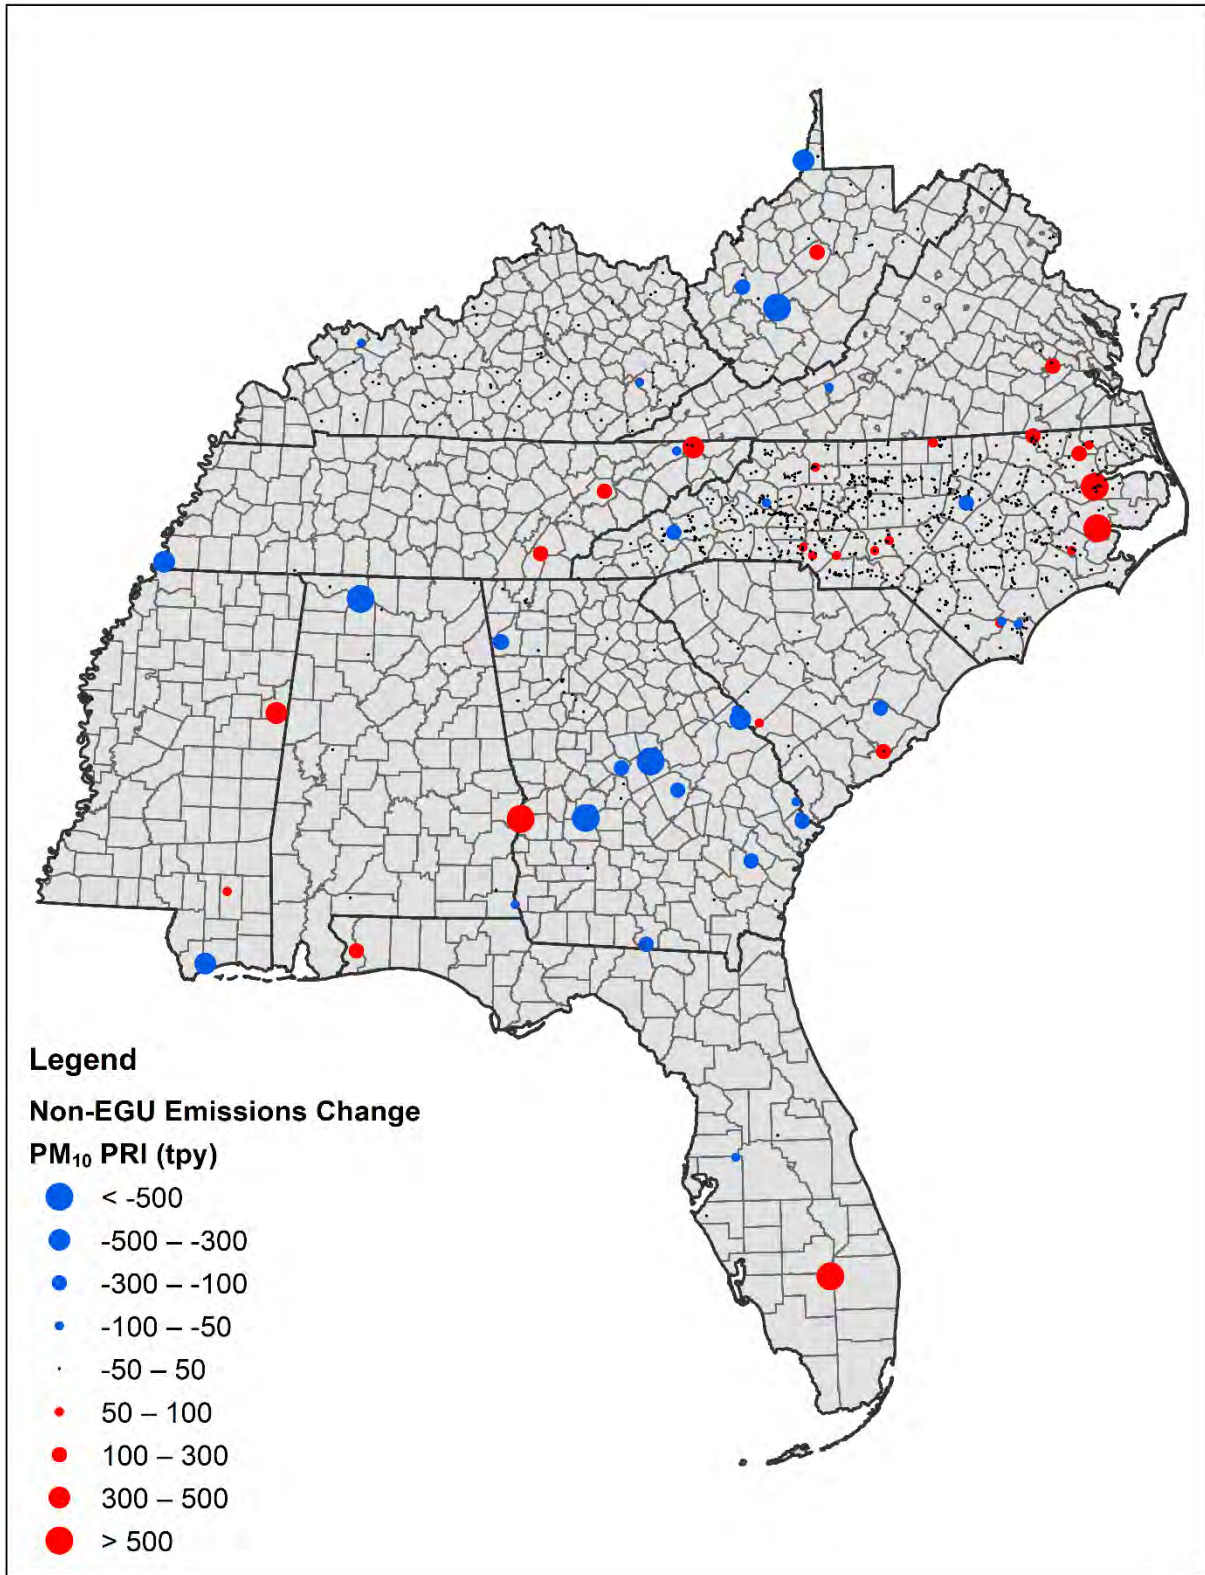 Legend
Non-EGU Emissions Change
PM₁₀ PRI (tpy)
< -500
-500 – -300
-300 – -100
-100 – -50
-50 – 50
50 – 100
100 – 300
300 – 500
> 500